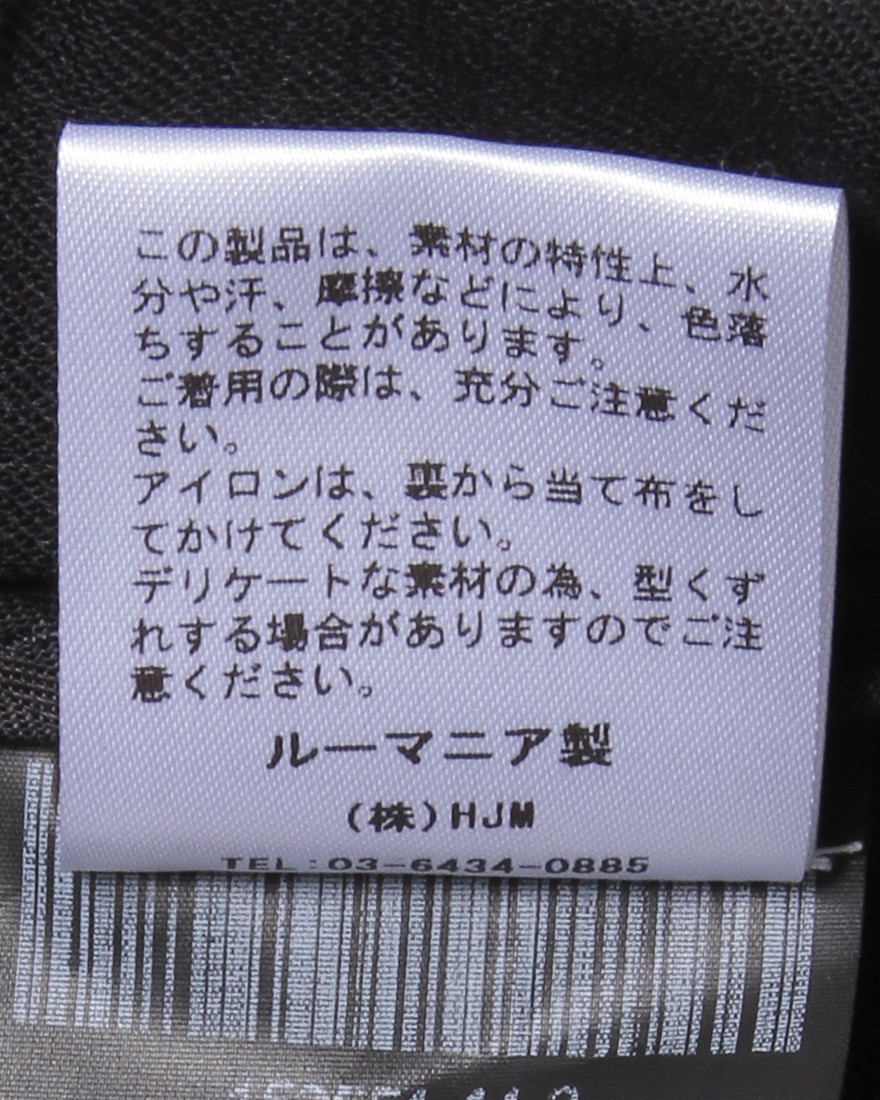 この製品は、素材の特性上、水
分や汗、摩擦などにより、色落
ちすることがあります。
ご着用の際は、充分ご注意くだ
さい。
アイロンは、裏から当て布をし
てかけてください。
デリケートな素材の為、型くず
れする場合がありますのでご注
意ください。
ルーマニア製
(株)HJM
TEL:03-6434-0885